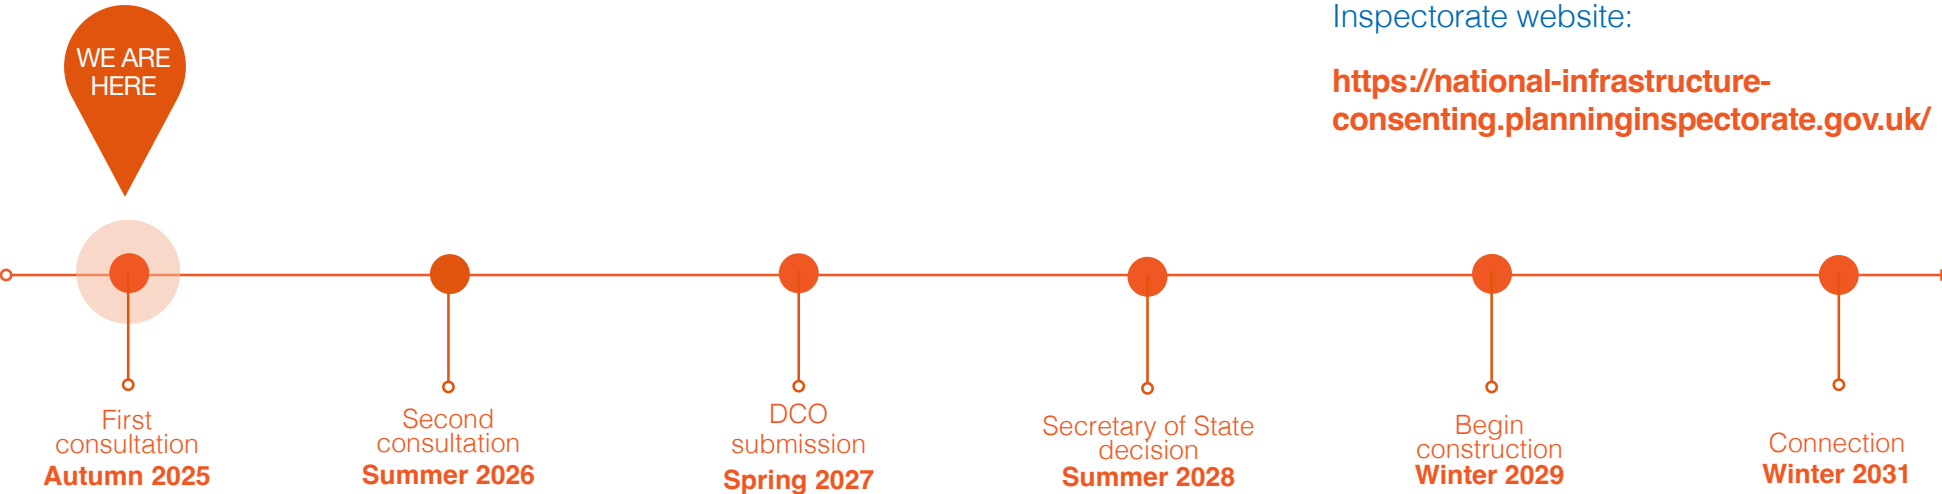 WE ARE
HERE
Inspectorate website:
https://national-infrastructure-
consenting.planninginspectorate.gov.uk/
First
consultation
Autumn 2025
Second
consultation
Summer 2026
DCO
submission
Spring 2027
Secretary of State
decision
Summer 2028
Begin
construction
Winter 2029
Connection
Winter 2031